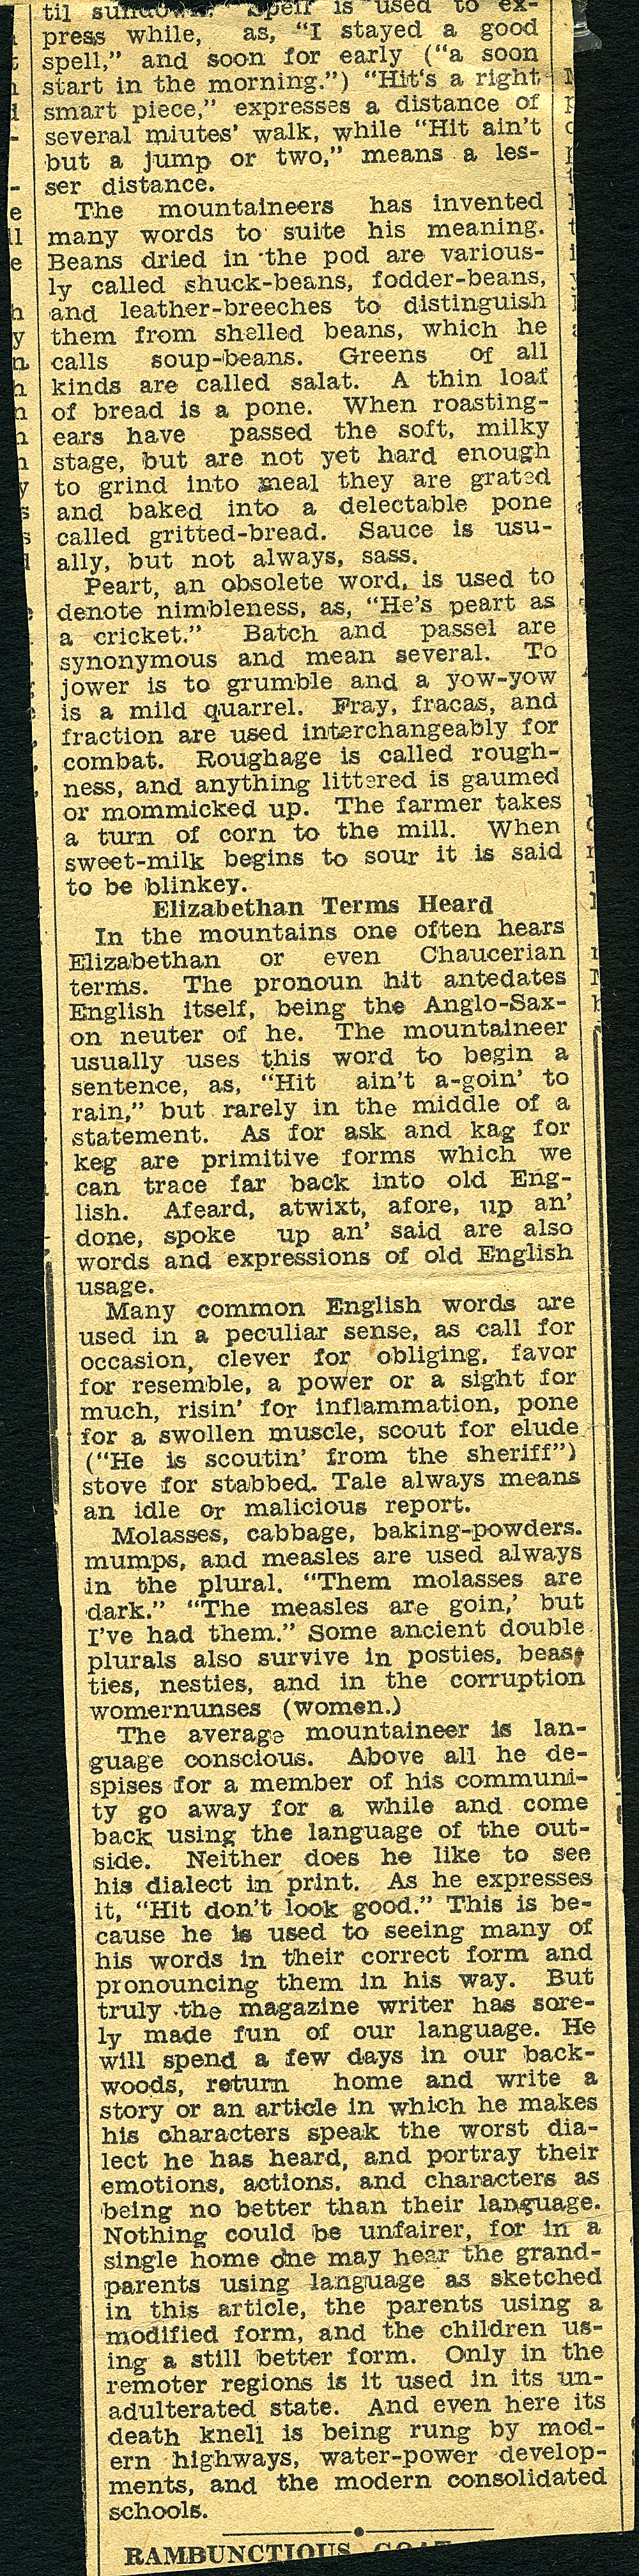 til sundown." Spell is used to ex-
press while, as, "I stayed a good
spell," and soon for early ("a soon
start in the morning.") "Hit's a right
smart piece," expresses a distance of
several miutes' walk, while "Hit ain't
but a jump or two," means a les-
ser distance.
The mountaineers has invented
many words to suite his meaning.
Beans dried in the pod are various-
ly called shuck-beans, fodder-beans,
and leather-breeches to distinguish
them from shelled beans, which he
calls soup-beans. Greens of all
kinds are called salat. A thin loaf
of bread is a pone. When roasting-
ears have passed the soft, milky
stage, but are not yet hard enough
to grind into meal they are grated
and baked into a delectable pone
called gritted-bread. Sauce is usu-
ally, but not always, sass.
Peart, an obsolete word, is used to
denote nimbleness, as, "He's peart as
a cricket." Batch and passel are
synonymous and mean several. To
jower is to grumble and a yow-yow
is a mild quarrel. Fray, fracas, and
fraction are used interchangeably for
combat. Roughage is called rough-
ness, and anything littered is gaumed
or mommicked up. The farmer takes
a turn of corn to the mill. When
sweet-milk begins to sour it is said
to be blinkey.
Elizabethan Terms Heard
In the mountains one often hears
Elizabethan or even Chaucerian
terms. The pronoun hit antedates
English itself, being the Anglo-Sax-
on neuter of he. The mountaineer
usually uses this word to begin a
sentence, as, "Hit ain't a-goin' to
rain," but rarely in the middle of a
statement. As for ask and kag for
keg are primitive forms which we
can trace far back into old Eng-
lish. Afeard, atwixt, afore, up an'
done, spoke up an' said are also
words and expressions of old English
usage.
Many common English words are
used in a peculiar sense, as call for
occasion, clever for obliging, favor
for resemble, a power or a sight for
much, risin' for inflammation, pone
for a swollen muscle, scout for elude
("He is scoutin' from the sheriff")
stove for stabbed. Tale always means
an idle or malicious report.
Molasses, cabbage, baking-powders.
mumps, and measles are used always
in the plural. "Them molasses are
dark." "The measles are goin,' but
I've had them." Some ancient double
plurals also survive in posties, beas-
ties, nesties, and in the corruption
womernunses (women.)
The average mountaineer is lan-
guage conscious. Above all he de-
spises for a member of his communi-
ty go away for a while and come
back using the language of the out-
side. Neither does he like to see
his dialect in print. As he expresses
it, "Hit don't look good." This is be-
cause he is used to seeing many of
his words in their correct form and
pronouncing them in his way. But
truly the magazine writer has sore-
ly made fun of our language. He
will spend a few days in our back-
woods, return home and write a
story or an article in which he makes
his characters speak the worst dia-
lect he has heard, and portray their
emotions, actions, and characters as
being no better than their language.
Nothing could be unfairer, for in a
single home one may hear the grand-
parents using language as sketched
in this article, the parents using a
modified form, and the children us-
ing a still better form. Only in the
remoter regions is it used in its un-
adulterated state. And even here its
death knell is being rung by mod-
ern highways, water-power develop-
ments, and the modern consolidated
schools.
RAMBUNCTIOUS